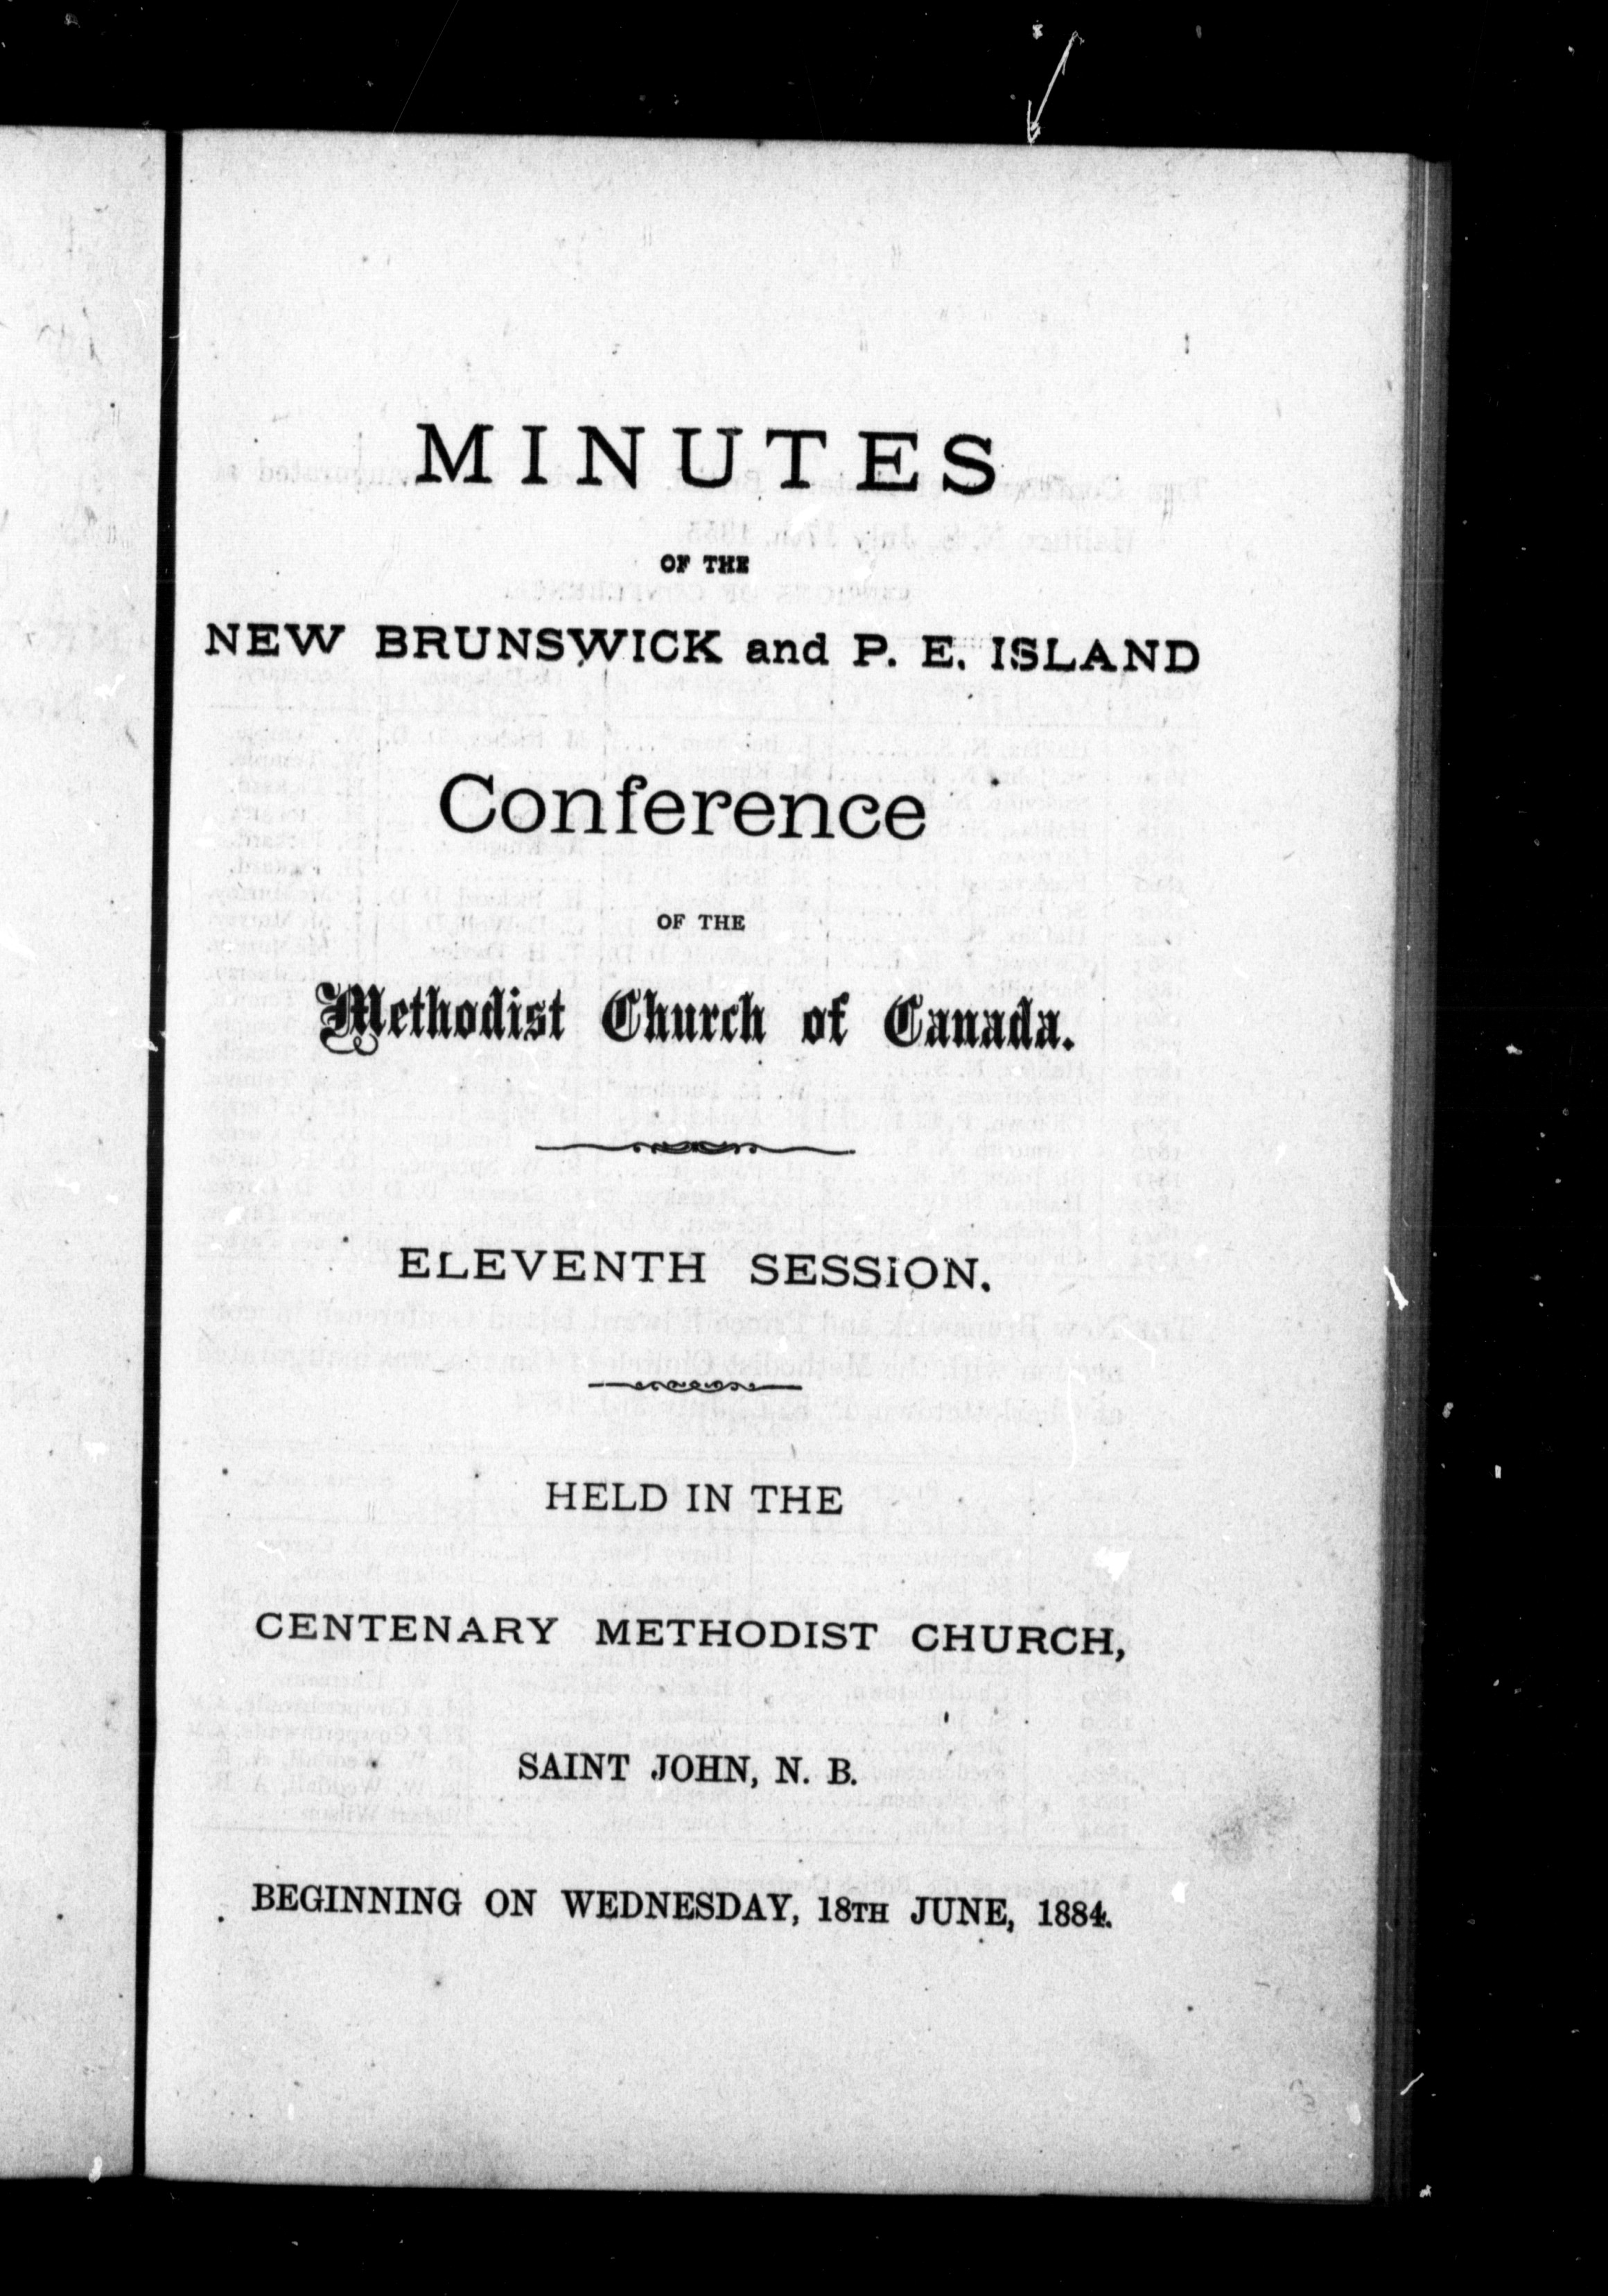 MINUTES
OF THE
NEW BRUNSWICK and P. E. ISLAND
Conference
OF THE
Methodist Church of Canada.
ELEVENTH SESSION.
HELD IN THE
CENTENARY METHODIST CHURCH,
SAINT JOHN, N. B.
BEGINNING ON WEDNESDAY, 18TH JUNE, 1884.